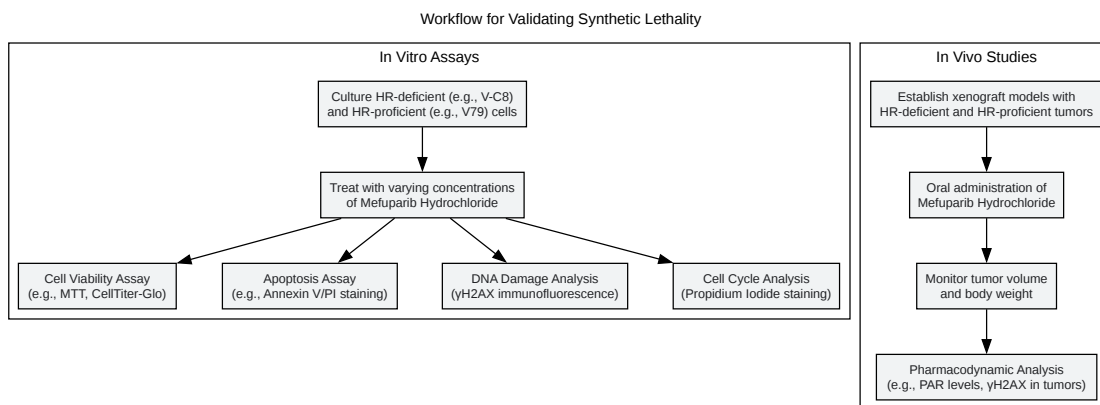 Workflow for Validating Synthetic Lethality
In Vitro Assays
Culture HR-deficient (e.g., V-C8)
and HR-proficient (e.g., V79) cells
Treat with varying concentrations
of Mefuparib Hydrochloride
Cell Viability Assay
(e.g., MTT, CellTiter-Glo)
Apoptosis Assay
(e.g., Annexin V/PI staining)
DNA Damage Analysis
(γH2AX immunofluorescence)
Cell Cycle Analysis
(Propidium Iodide staining)
In Vivo Studies
Establish xenograft models with
HR-deficient and HR-proficient tumors
Oral administration of
Mefuparib Hydrochloride
Monitor tumor volume
and body weight
Pharmacodynamic Analysis
(e.g., PAR levels, γH2AX in tumors)